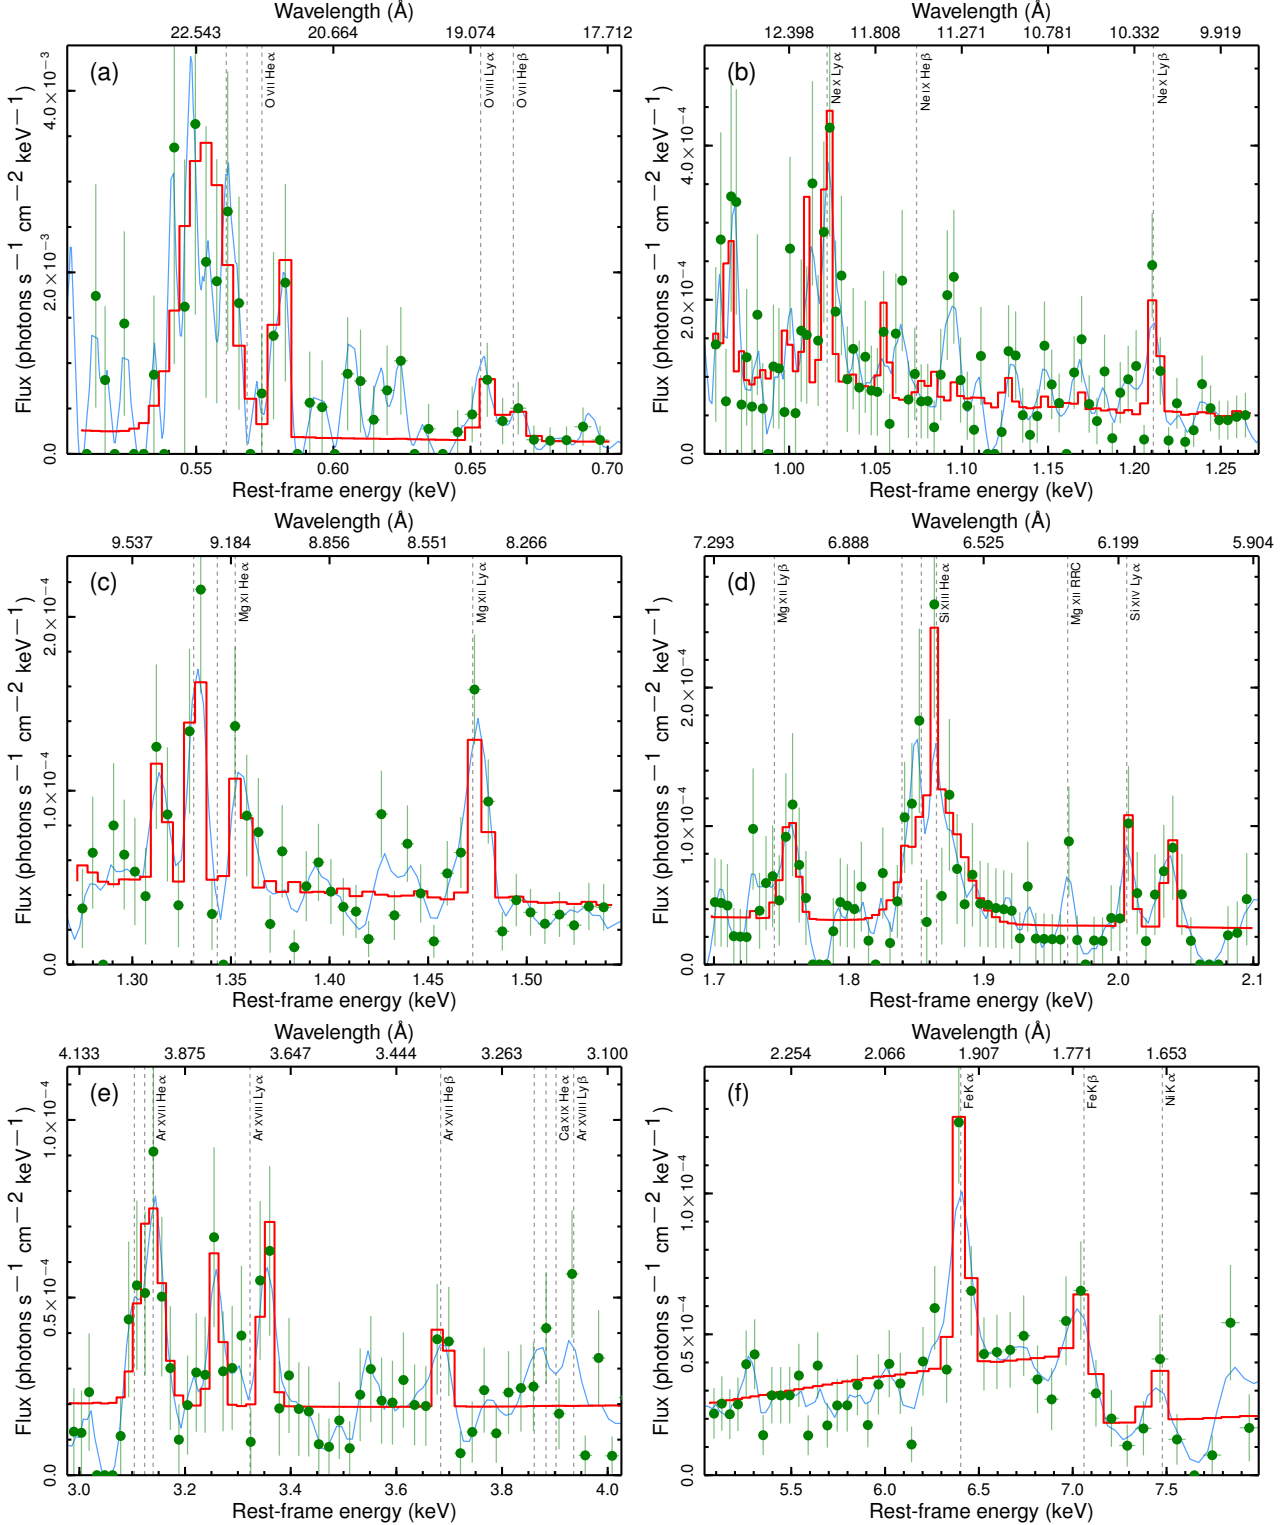 Wavelength (Å)
22.543 20.664 19.074 17.712
(a)
O VII He α
O VIII Ly α
O VII He β
Flux (photons s−1 cm−2 keV−1)
0.0 2.0×10−3 4.0×10−3
0.55 0.60 0.65 0.70
Rest-frame energy (keV)
Wavelength (Å)
12.398 11.808 11.271 10.781 10.332 9.919
(b)
Ne X Ly α
Ne IX He β
Ne X Ly β
Flux (photons s−1 cm−2 keV−1)
0.0 2.0×10−4 4.0×10−4
1.00 1.05 1.10 1.15 1.20 1.25
Rest-frame energy (keV)
Wavelength (Å)
9.537 9.184 8.856 8.551 8.266
(c)
Mg XI He α
Mg XII Ly α
Flux (photons s−1 cm−2 keV−1)
0.0 1.0×10−4 2.0×10−4
1.30 1.35 1.40 1.45 1.50
Rest-frame energy (keV)
Wavelength (Å)
7.293 6.888 6.525 6.199 5.904
(d)
Mg XII Ly β
Si XIII He α
Mg XII RRC
Si XIV Ly α
Flux (photons s−1 cm−2 keV−1)
0.0 1.0×10−4 2.0×10−4
1.7 1.8 1.9 2.0 2.1
Rest-frame energy (keV)
Wavelength (Å)
4.133 3.875 3.647 3.444 3.263 3.100
(e)
Ar XVII He α
Ar XVIII Ly α
Ar XVII He β
Ca XIX He α
Ar XVIII Ly β
Flux (photons s−1 cm−2 keV−1)
0.0 0.5×10−4 1.0×10−4
3.0 3.2 3.4 3.6 3.8 4.0
Rest-frame energy (keV)
Wavelength (Å)
2.254 2.066 1.907 1.771 1.653
(f)
Fe K α
Fe K β
Ni K α
Flux (photons s−1 cm−2 keV−1)
0.0 0.5×10−4 1.0×10−4
5.5 6.0 6.5 7.0 7.5
Rest-frame energy (keV)